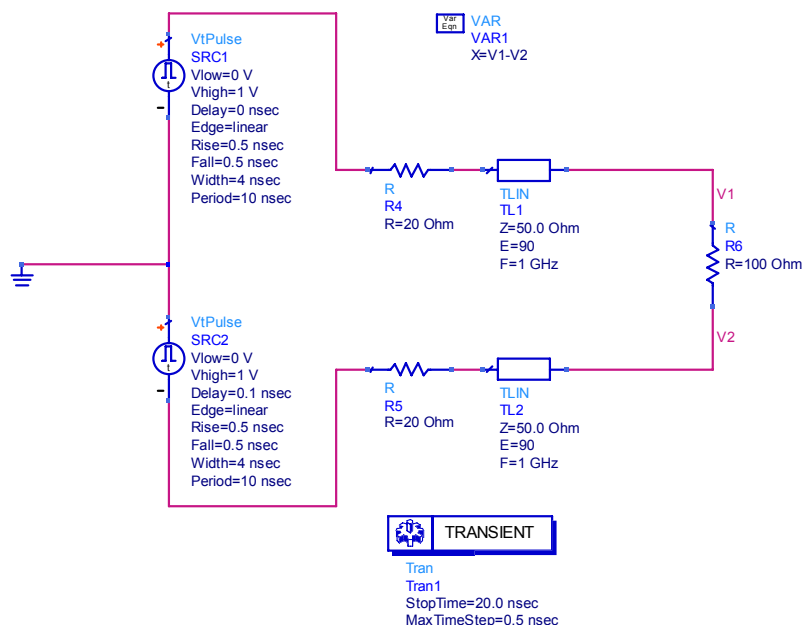 VtPulse
SRC1
Vlow=0 V
Vhigh=1 V
Delay=0 nsec
Edge=linear
Rise=0.5 nsec
Fall=0.5 nsec
Width=4 nsec
Period=10 nsec
Var
Eqn
VAR
VAR1
X=V1-V2
R
R4
R=20 Ohm
TLIN
TL1
Z=50.0 Ohm
E=90
F=1 GHz
V1
R
R6
R=100 Ohm
V2
VtPulse
SRC2
Vlow=0 V
Vhigh=1 V
Delay=0.1 nsec
Edge=linear
Rise=0.5 nsec
Fall=0.5 nsec
Width=4 nsec
Period=10 nsec
R
R5
R=20 Ohm
TLIN
TL2
Z=50.0 Ohm
E=90
F=1 GHz
TRANSIENT
Tran
Tran1
StopTime=20.0 nsec
MaxTimeStep=0.5 nsec